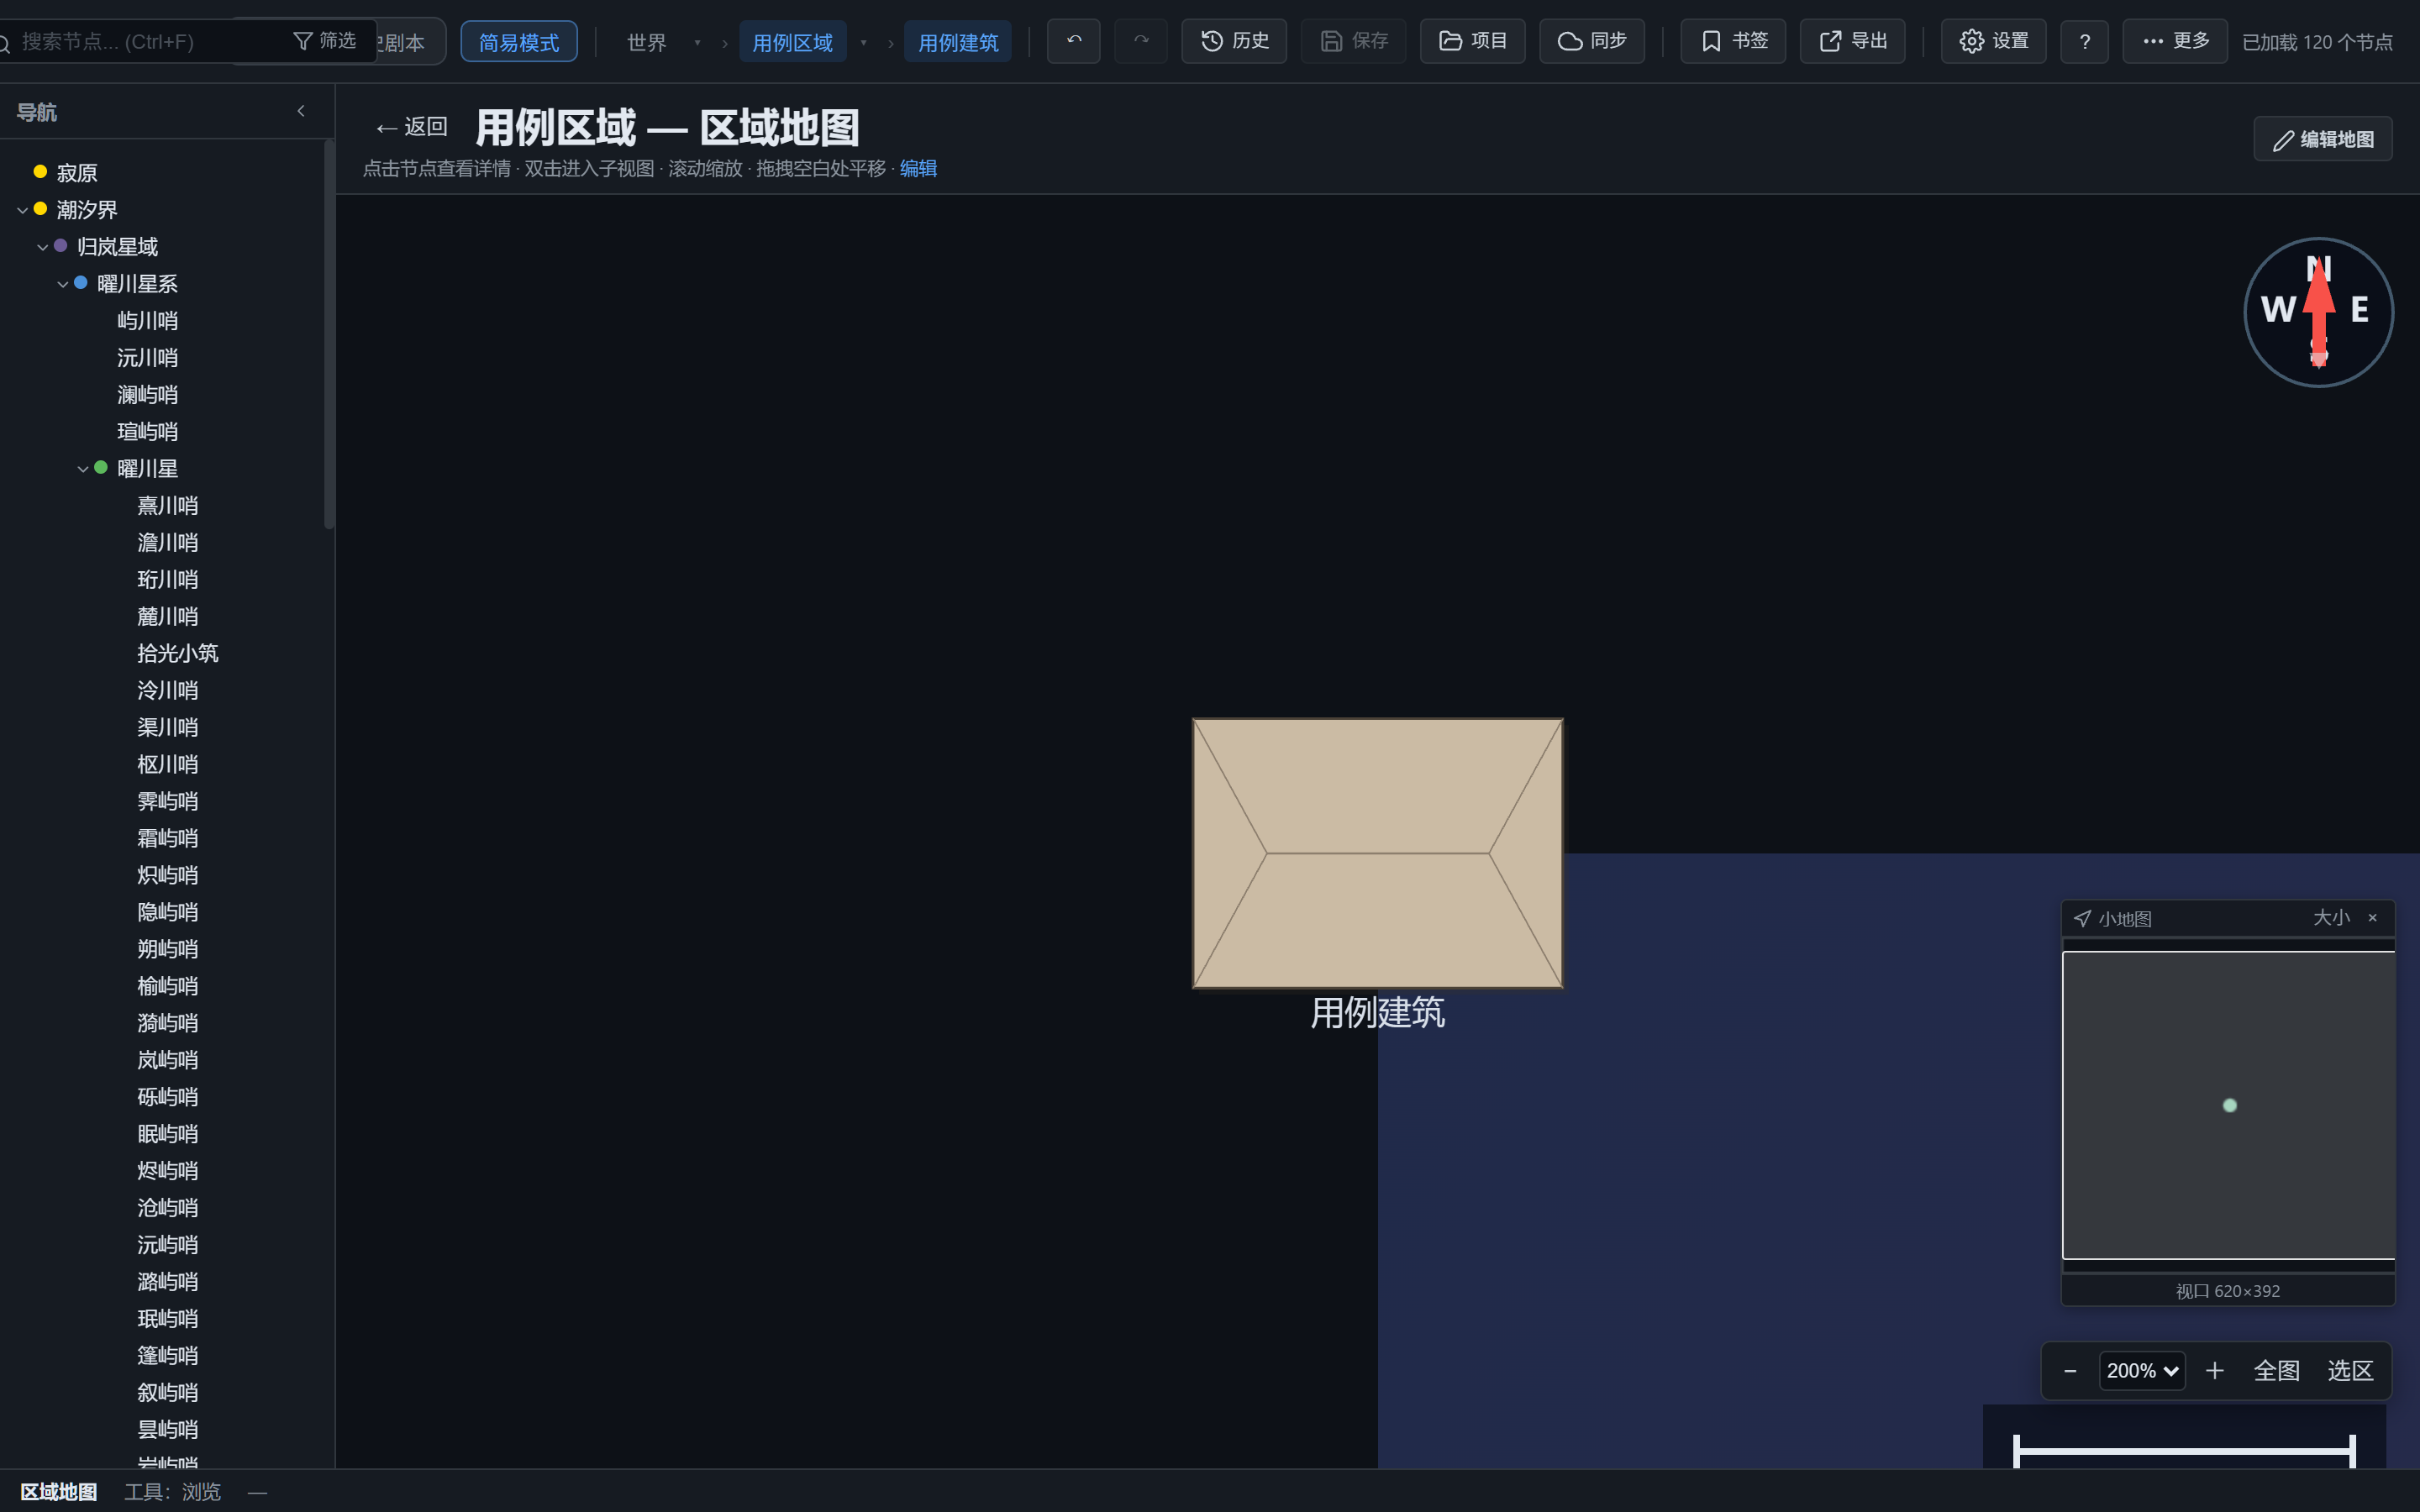 搜索节点... (Ctrl+F) 筛选 剧本 简易模式 世界 › 用例区域 › 用例建筑 历史 保存 项目 同步 书签 导出 设置 ? 更多 已加载 120 个节点
导航
← 返回 用例区域 — 区域地图
编辑地图
点击节点查看详情 · 双击进入子视图 · 滚动缩放 · 拖拽空白处平移 · 编辑
寂原
潮汐界
归岚星域
曜川星系
屿川哨
沅川哨
澜屿哨
瑄屿哨
曜川星
熹川哨
澹川哨
珩川哨
麓川哨
拾光小筑
泠川哨
渠川哨
枢川哨
霁屿哨
霜屿哨
炽屿哨
隐屿哨
朔屿哨
榆屿哨
漪屿哨
岚屿哨
砾屿哨
眠屿哨
烬屿哨
沧屿哨
沅屿哨
潞屿哨
珉屿哨
篷屿哨
叙屿哨
昙屿哨
N
W E
S
用例建筑
小地图 大小 ×
视口 620×392
− 200% + 全图 选区
区域地图 工具：浏览 —